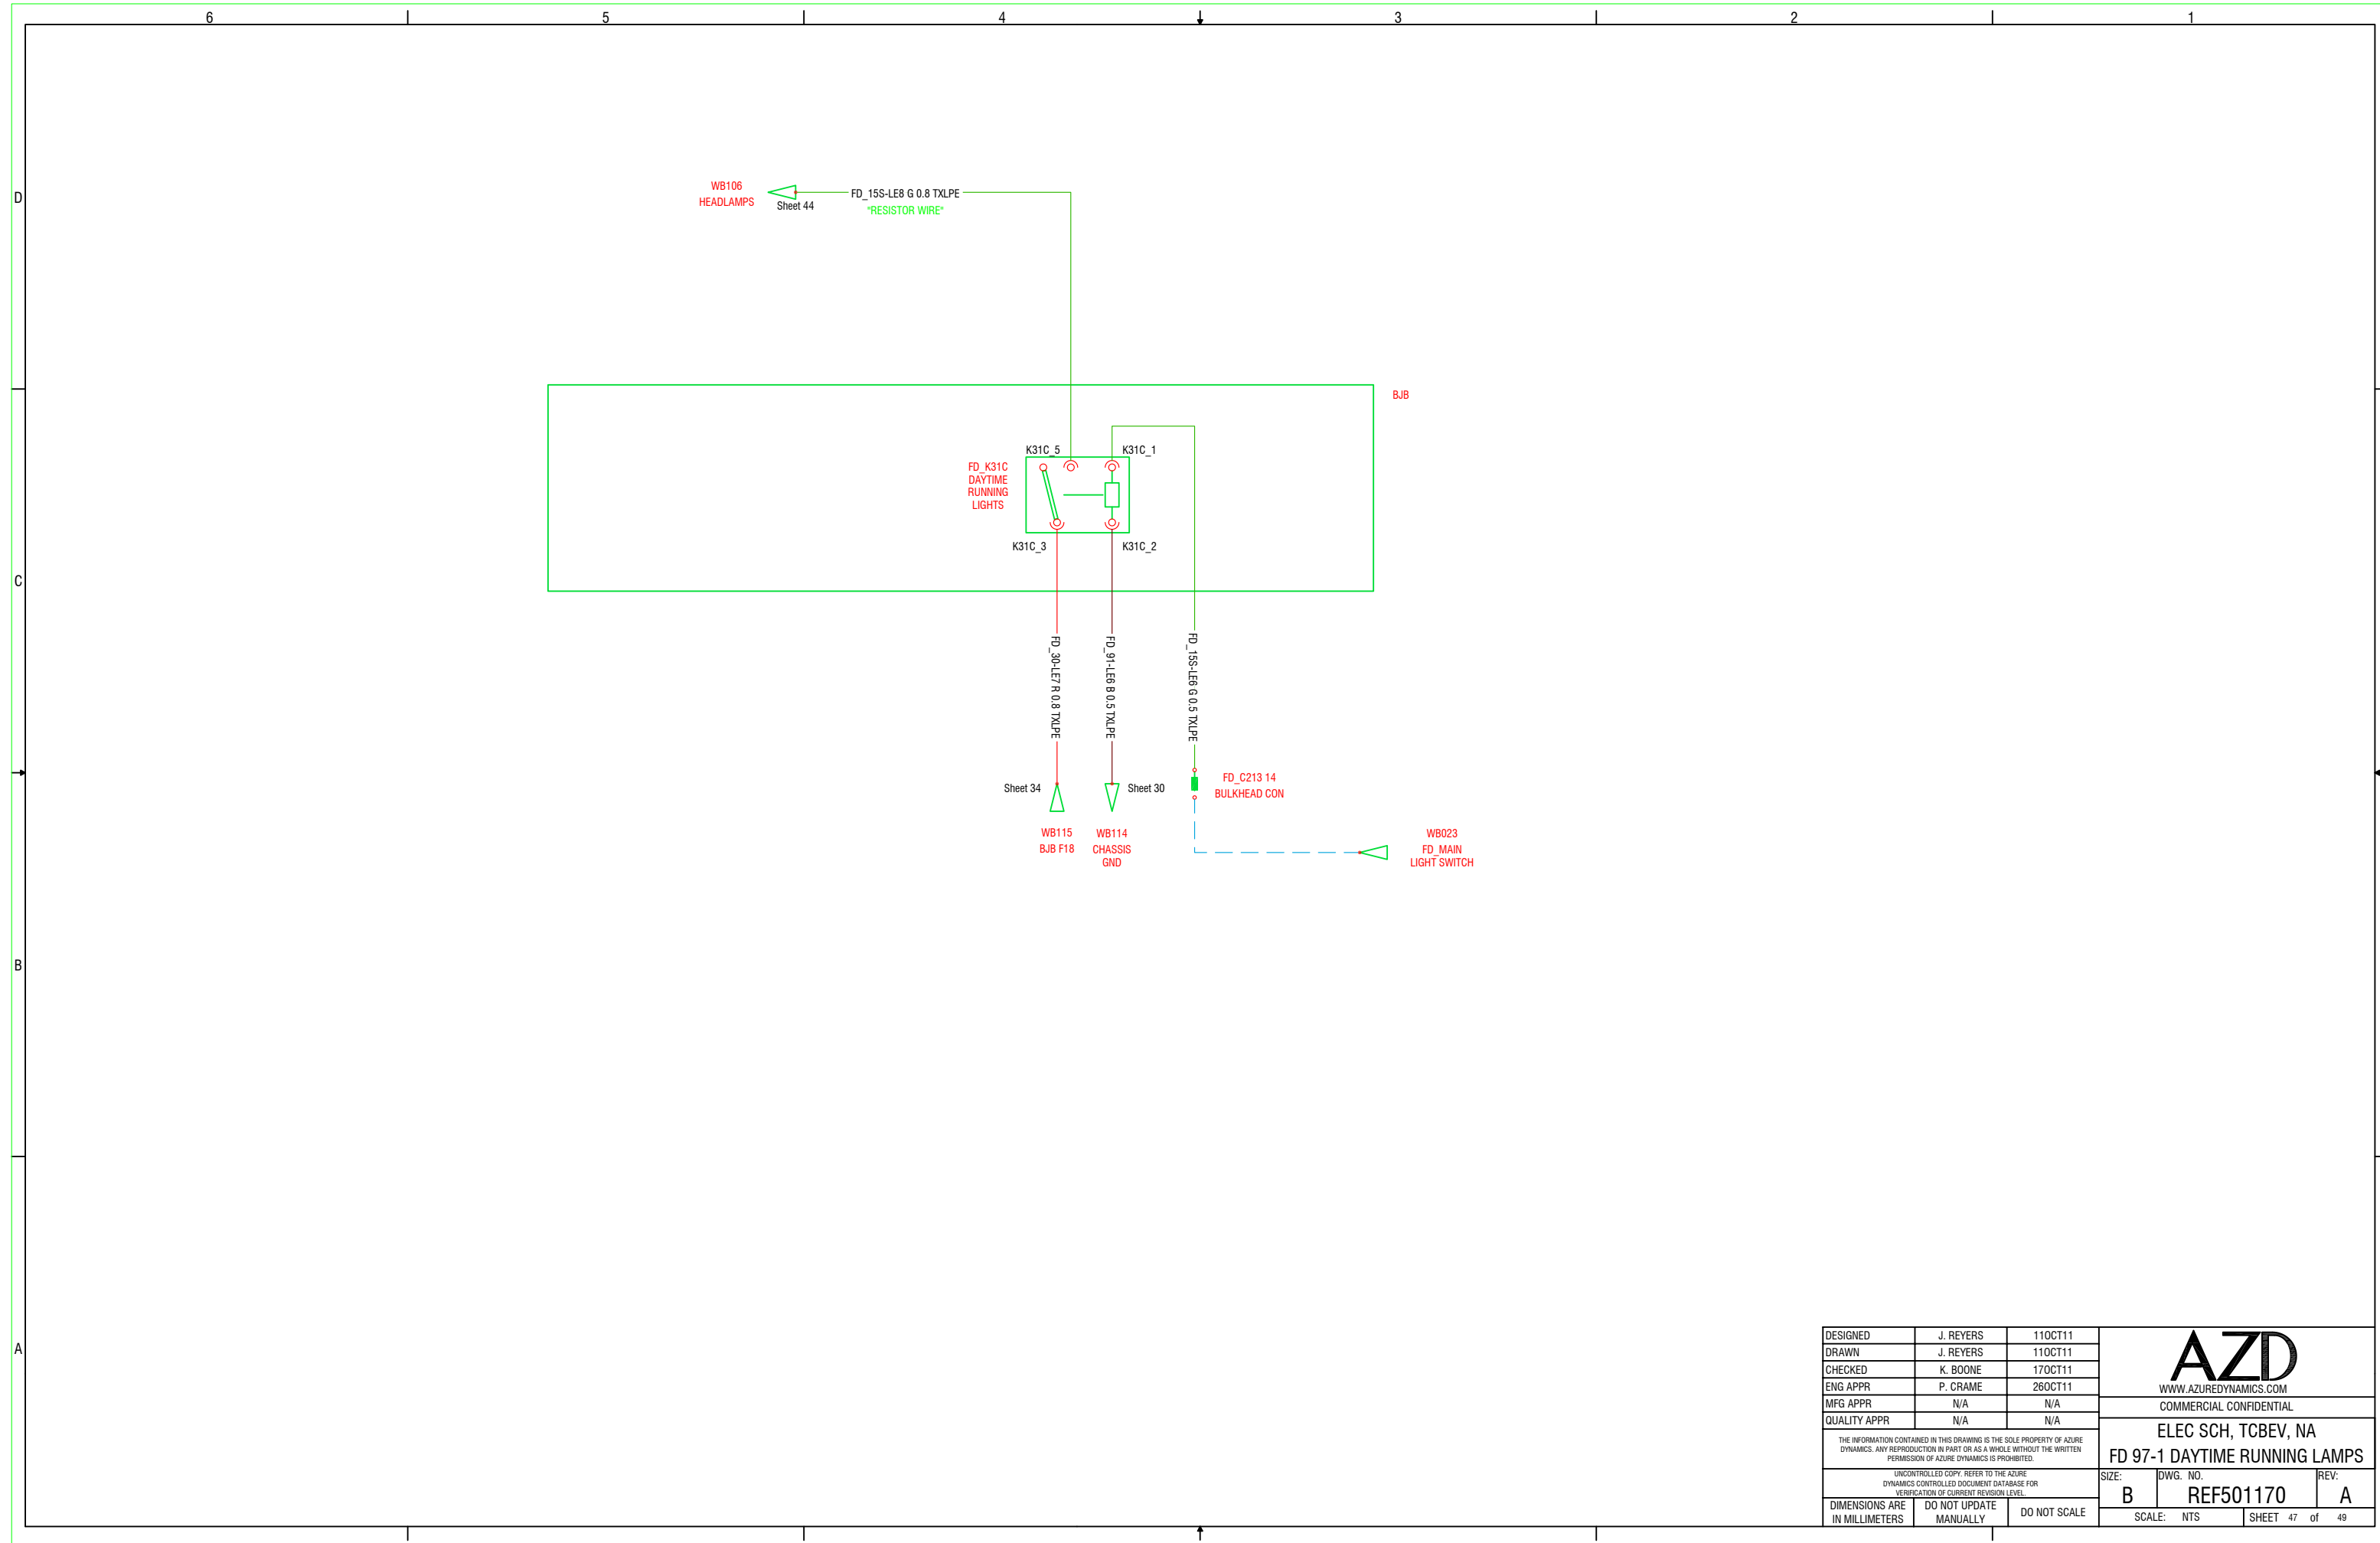 6 5 4 3 2 1
D
WB106
HEADLAMPS
Sheet 44
FD_15S-LE8 G 0.8 TXLPE
"RESISTOR WIRE"
BJB
K31C_5
K31C_1
FD_K31C
DAYTIME
RUNNING
LIGHTS
K31C_3
K31C_2
C
FD_30-LE7 R 0.8 TXLPE
FD_91-LE6 B 0.5 TXLPE
FD_15S-LE6 G 0.5 TXLPE
Sheet 34
Sheet 30
FD_C213 14
BULKHEAD CON
WB115
BJB F18
WB114
CHASSIS
GND
WB023
FD_MAIN
LIGHT SWITCH
B
A
DESIGNED J. REYERS 11OCT11
DRAWN J. REYERS 11OCT11
CHECKED K. BOONE 17OCT11
ENG APPR P. CRAME 26OCT11
MFG APPR N/A N/A
QUALITY APPR N/A N/A
THE INFORMATION CONTAINED IN THIS DRAWING IS THE SOLE PROPERTY OF AZURE
DYNAMICS. ANY REPRODUCTION IN PART OR AS A WHOLE WITHOUT THE WRITTEN
PERMISSION OF AZURE DYNAMICS IS PROHIBITED.
UNCONTROLLED COPY. REFER TO THE AZURE
DYNAMICS CONTROLLED DOCUMENT DATABASE FOR
VERIFICATION OF CURRENT REVISION LEVEL.
DIMENSIONS ARE
IN MILLIMETERS
DO NOT UPDATE
MANUALLY
DO NOT SCALE
AZD
WWW.AZUREDYNAMICS.COM
COMMERCIAL CONFIDENTIAL
ELEC SCH, TCBEV, NA
FD 97-1 DAYTIME RUNNING LAMPS
SIZE: DWG. NO. REV:
B REF501170 A
SCALE: NTS SHEET 47 of 49